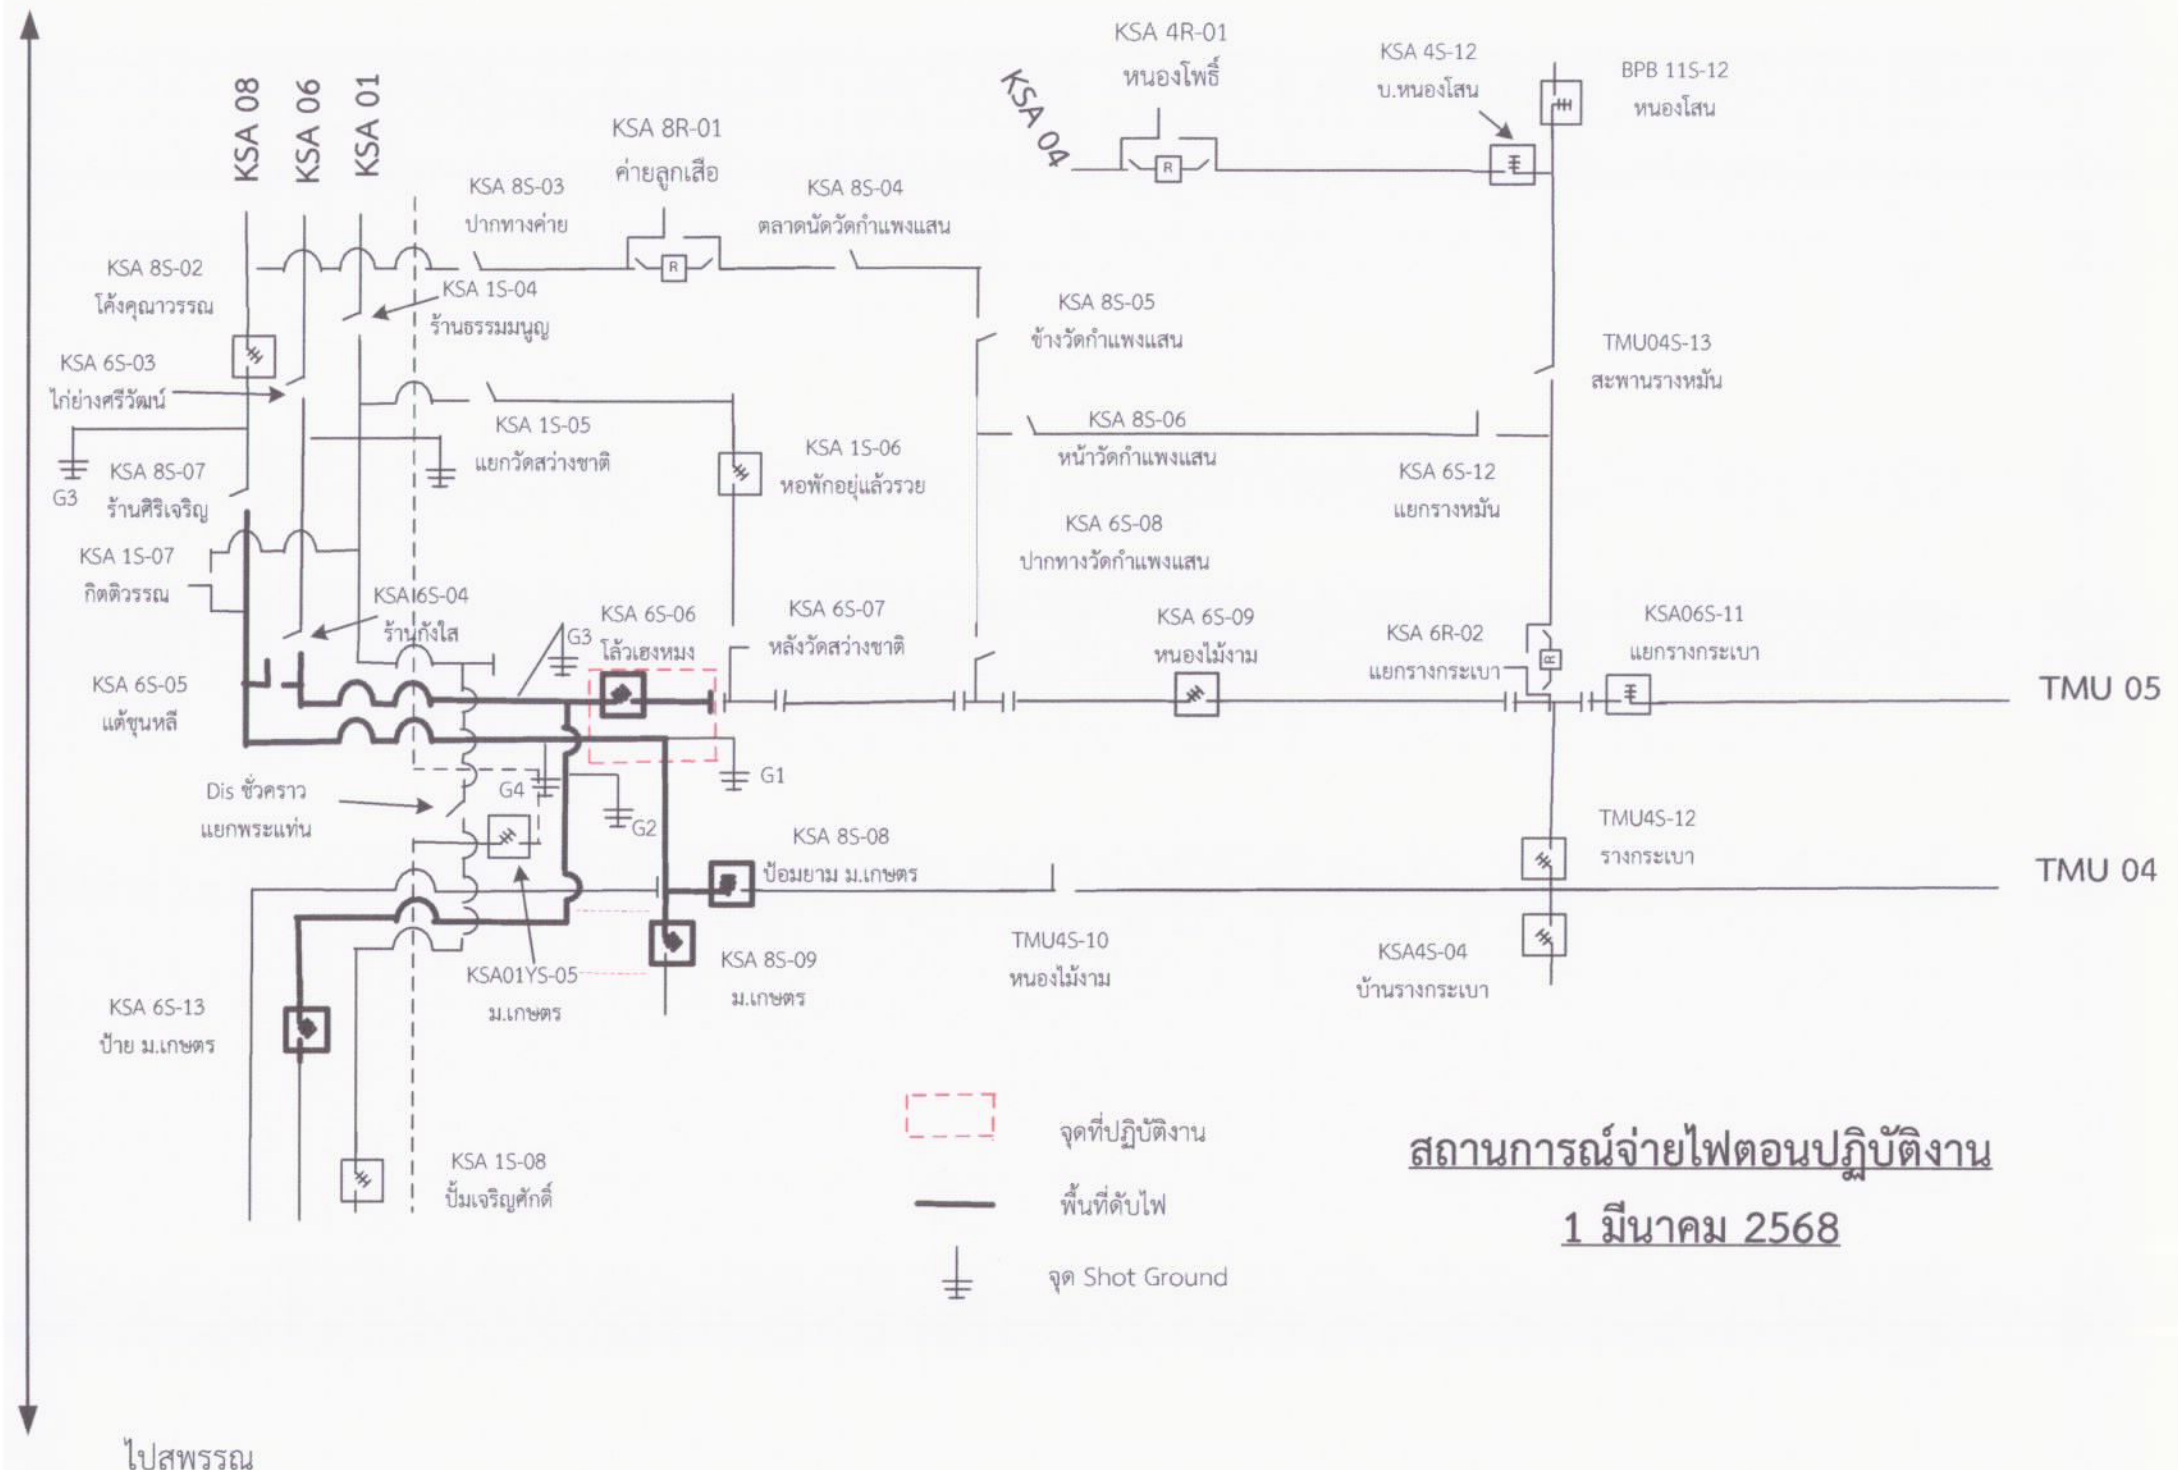 KSA 08
KSA 06
KSA 01
KSA 8R-01
ค่ายลูกเสือ
KSA 04
KSA 4R-01
หนองโพธิ์
KSA 4S-12
บ.หนองโสน
BPB 11S-12
หนองโสน
KSA 8S-03
ปากทางค่าย
KSA 8S-04
ตลาดนัดวัดกำแพงแสน
R
R
KSA 8S-02
โค้งคุณาวรรณ
KSA 1S-04
ร้านธรรมมนูญ
KSA 8S-05
ข้างวัดกำแพงแสน
TMU04S-13
สะพานรางหมัน
KSA 6S-03
ไก่ย่างศรีวัฒน์
KSA 1S-05
แยกวัดสว่างชาติ
KSA 1S-06
หอพักอยู่แล้วรวย
KSA 8S-06
หน้าวัดกำแพงแสน
KSA 6S-12
แยกรางหมัน
G3
KSA 8S-07
ร้านศิริเจริญ
KSA 6S-08
ปากทางวัดกำแพงแสน
KSA 1S-07
กิตติวรรณ
KSA 6S-04
ร้านกังใส
G3
KSA 6S-06
โล้วเฮงหมง
KSA 6S-07
หลังวัดสว่างชาติ
KSA 6S-09
หนองไม้งาม
KSA 6R-02
แยกรางกระเบา
R
KSA06S-11
แยกรางกระเบา
TMU 05
KSA 6S-05
แต้ชุนหลี
G1
G4
G2
Dis ชั่วคราว
แยกพระแท่น
KSA 8S-08
ป้อมยาม ม.เกษตร
TMU4S-12
รางกระเบา
TMU 04
KSA01YS-05
ม.เกษตร
KSA 8S-09
ม.เกษตร
TMU4S-10
หนองไม้งาม
KSA4S-04
บ้านรางกระเบา
KSA 6S-13
ป้าย ม.เกษตร
KSA 1S-08
ปั้มเจริญศักดิ์
จุดที่ปฏิบัติงาน
พื้นที่ดับไฟ
จุด Shot Ground
สถานการณ์จ่ายไฟตอนปฏิบัติงาน
1 มีนาคม 2568
ไปสุพรรณ